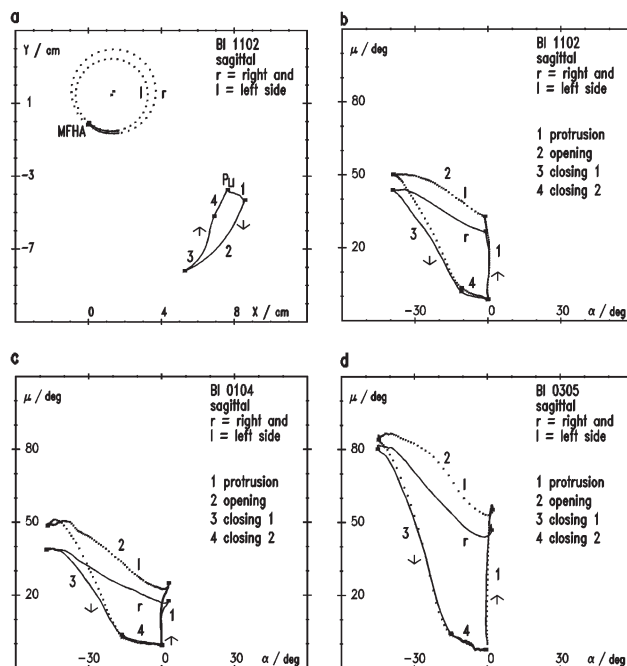 a
Y / cm
BI 1102
sagittal
r = right and
l = left side
1
-3
-7
l
r
MFHA
PLI
1
4
2
3
0
4
8
X / cm
b
μ / deg
BI 1102
sagittal
r = right and
l = left side
1 protrusion
2 opening
3 closing 1
4 closing 2
80
50
20
2
l
r
3
1
4
-30
0
30
α / deg
c
μ / deg
BI 0104
sagittal
r = right and
l = left side
1 protrusion
2 opening
3 closing 1
4 closing 2
80
50
20
2
l
3
r
1
4
-30
0
30
α / deg
d
μ / deg
BI 0305
sagittal
r = right and
l = left side
1 protrusion
2 opening
3 closing 1
4 closing 2
80
50
20
2
l
r
3
1
4
-30
0
30
α / deg